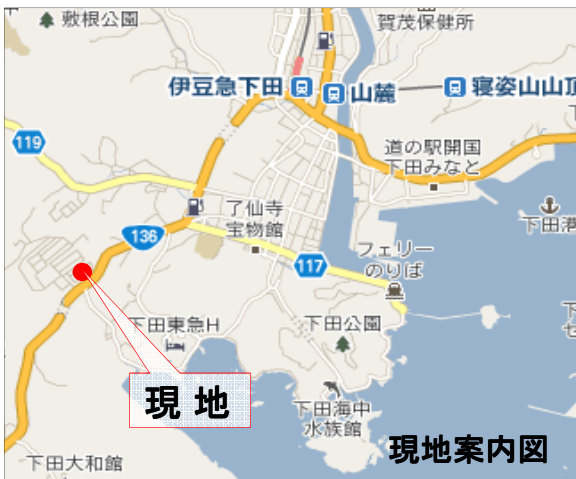 敷根公園
賀茂保健所
伊豆急下田
山麓
寝姿山山頂
119
道の駅開国
下田みなと
了仙寺
宝物館
下田港
136
フェリー
のりば
117
下田東急H
下田公園
現地
下田海中
水族館
現地案内図
下田大和館